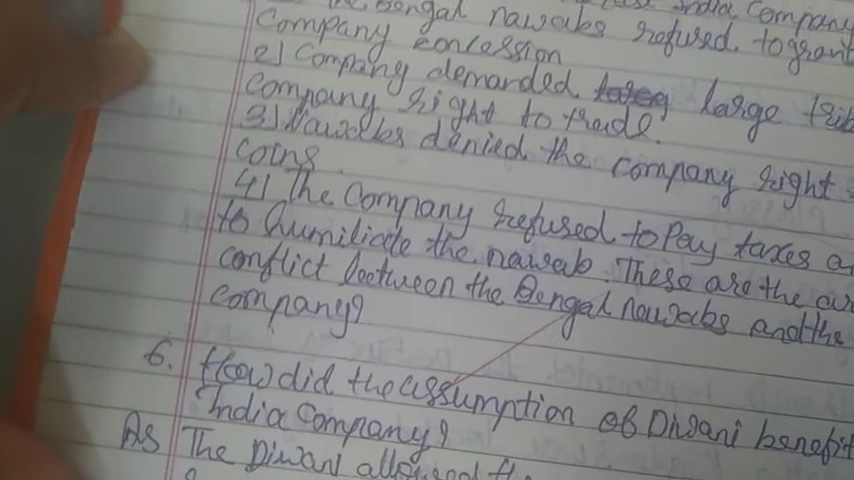 Bengal nawabs refused to grant
India Company
Company concession
2) Company demanded large
Company right to trade.
3) Nawabs denied the company right
coins
4) The Company refused to Pay taxes
to humiliate the nawab. These are the
conflict between the Bengal nawabs and the
company?
6. How did the assumption of Diwani benefit
India Company?
As The Diwani allowed